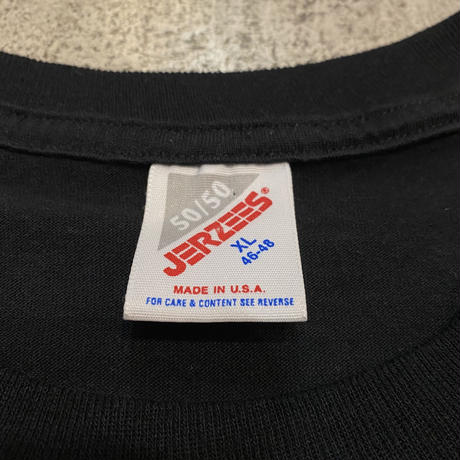 50/50
JERZEES®
XL
46-48
MADE IN U.S.A.
FOR CARE & CONTENT SEE REVERSE